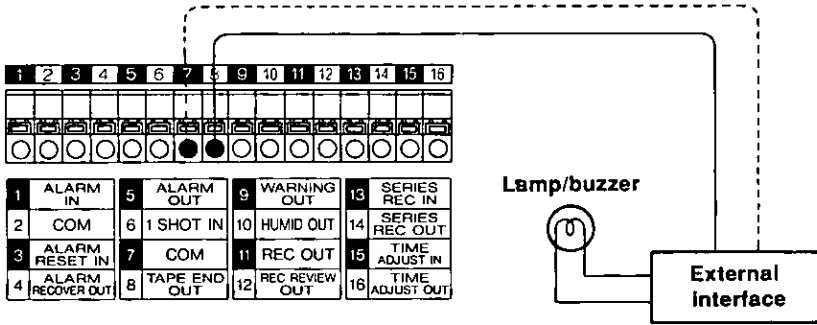 1 2 3 4 5 6 7 8 9 10 11 12 13 14 15 16
1 ALARM IN
2 COM
3 ALARM RESET IN
4 ALARM RECOVER OUT
5 ALARM OUT
6 1 SHOT IN
7 COM
8 TAPE END OUT
9 WARNING OUT
10 HUMID OUT
11 REC OUT
12 REC REVIEW OUT
13 SERIES REC IN
14 SERIES REC OUT
15 TIME ADJUST IN
16 TIME ADJUST OUT
Lamp/buzzer
External
interface